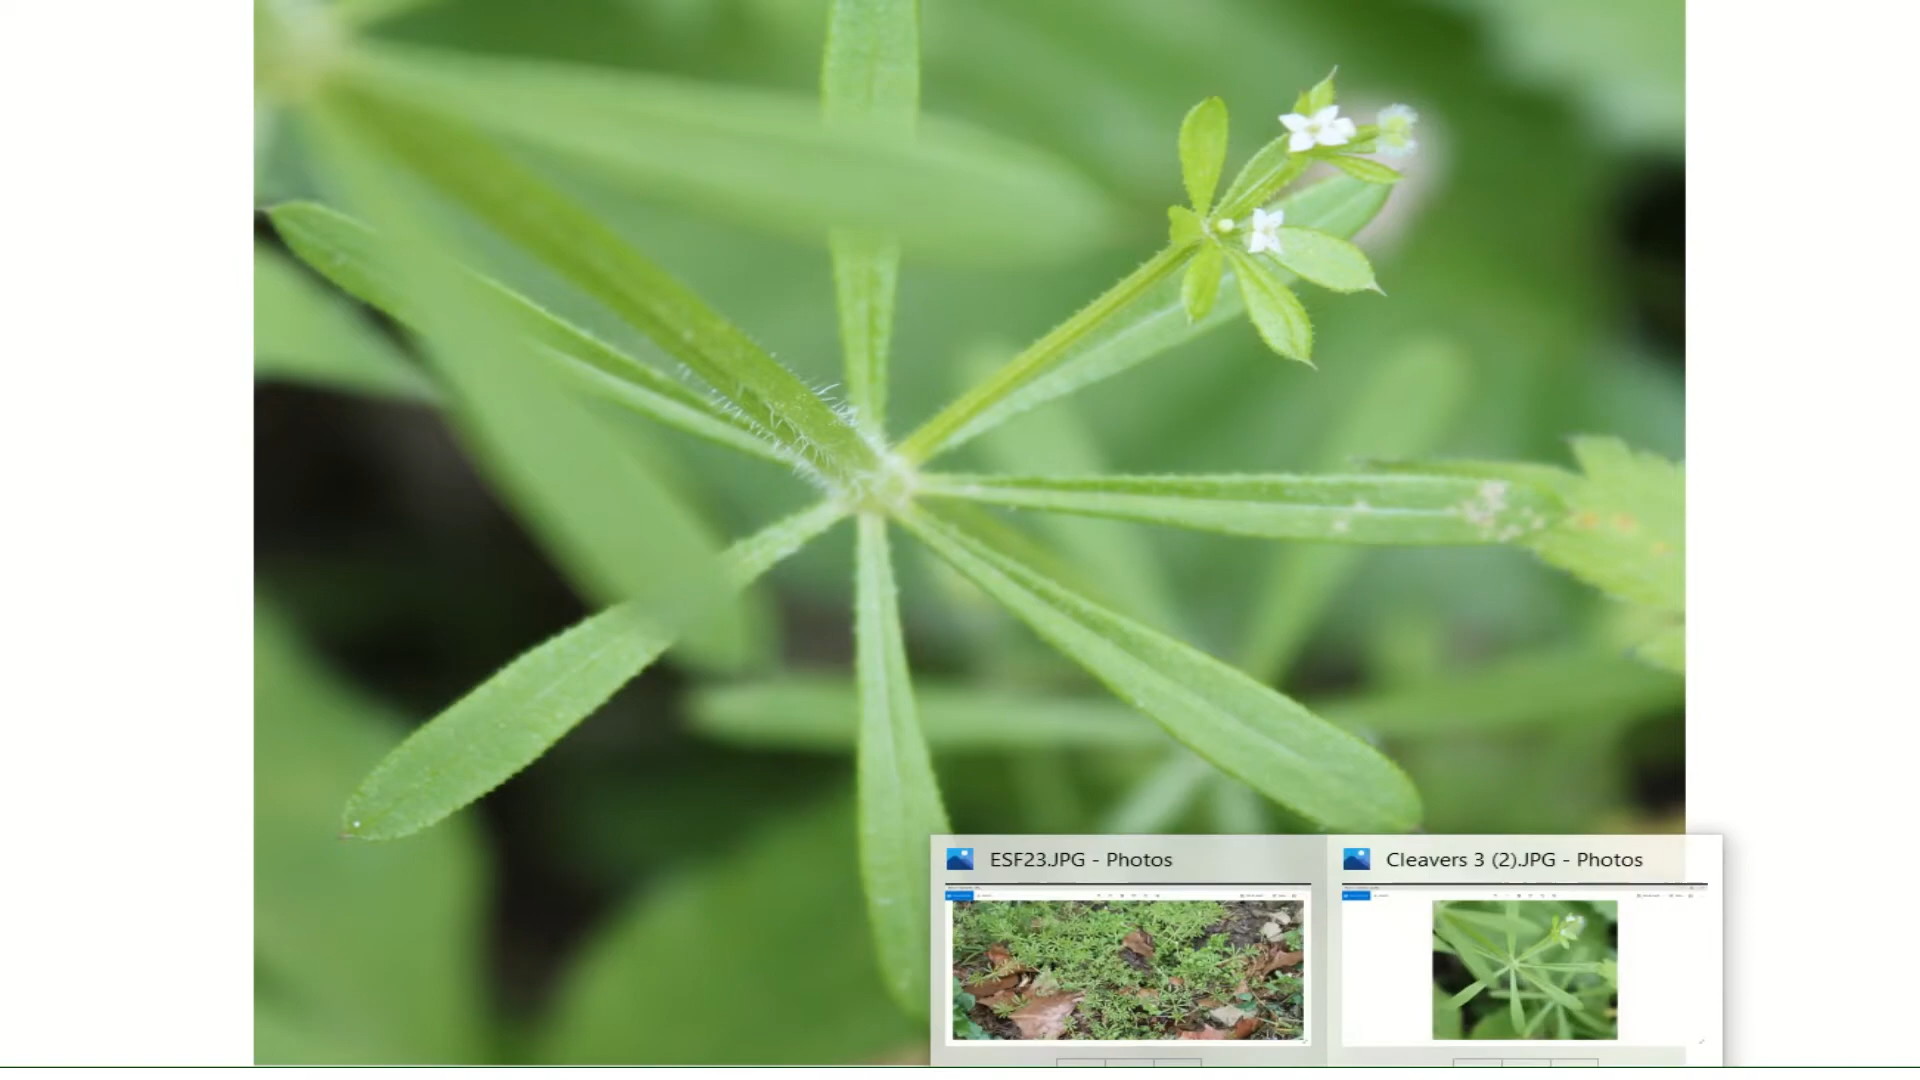 ESF23.JPG - Photos
Cleavers 3 (2).JPG - Photos